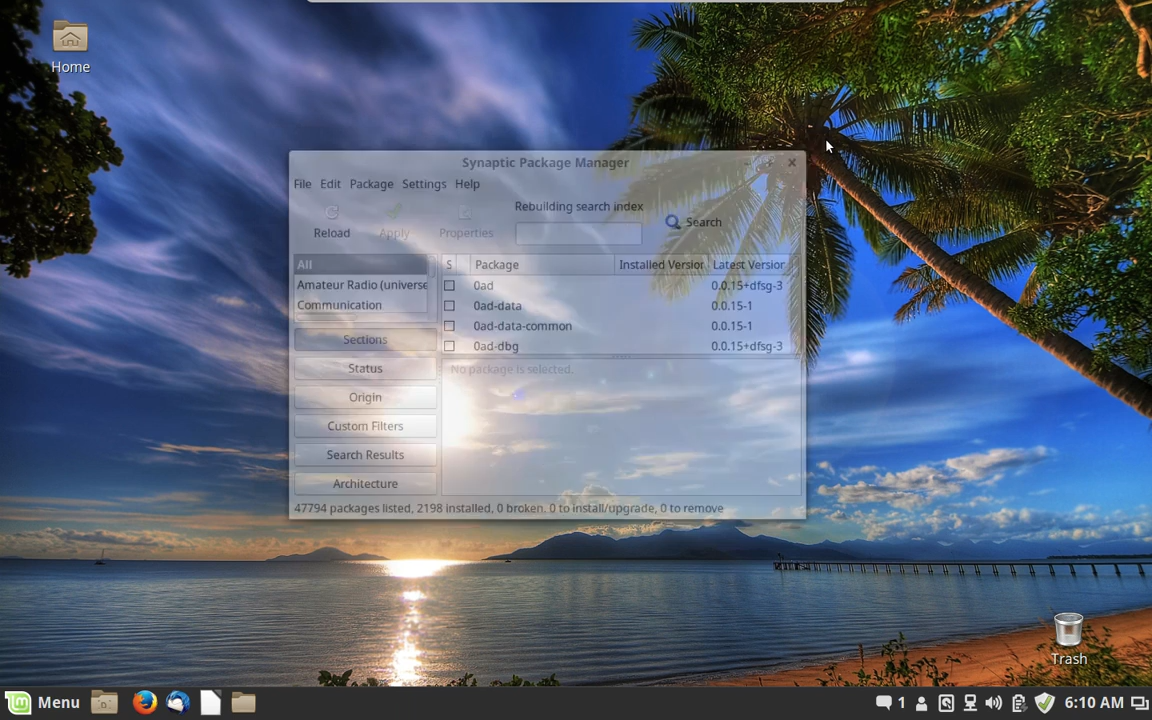 Home
Synaptic Package Manager
File Edit Package Settings Help
Rebuilding search index
Reload Apply Properties Search
All
Amateur Radio (universe
Communication
Sections
Status
Origin
Custom Filters
Search Results
Architecture
S Package Installed Version Latest Version
0ad 0.0.15+dfsg-3
0ad-data 0.0.15-1
0ad-data-common 0.0.15-1
0ad-dbg 0.0.15+dfsg-3
No package is selected.
47794 packages listed, 2198 installed, 0 broken. 0 to install/upgrade, 0 to remove
Trash
Menu 1 6:10 AM